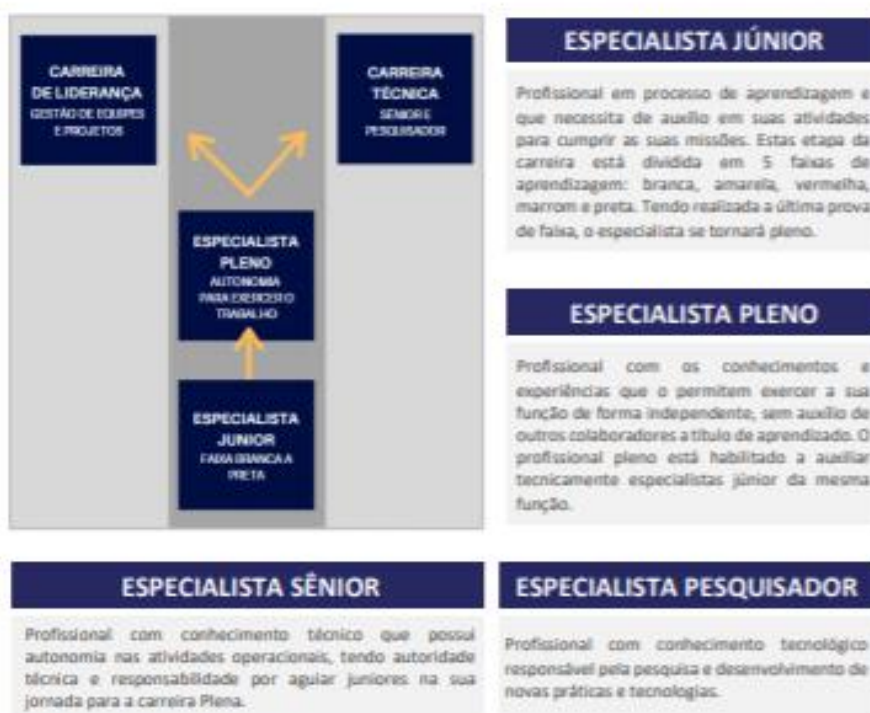 CARREIRA
DE LIDERANÇA
GESTÃO DE EQUIPES
E PROJETOS
CARREIRA
TÉCNICA
SÊNIOR E
PESQUISADOR
ESPECIALISTA
PLENO
AUTONOMIA
PARA EXERCER O
TRABALHO
ESPECIALISTA
JUNIOR
FAIXA BRANCA A
PRETA
ESPECIALISTA JÚNIOR
Profissional em processo de aprendizagem e
que necessita de auxílio em suas atividades
para cumprir as suas missões. Estas etapa da
carreira está dividida em 5 faixas de
aprendizagem: branca, amarela, vermelha,
marrom e preta. Tendo realizada a última prova
de faixa, o especialista se tornará pleno.
ESPECIALISTA PLENO
Profissional com os conhecimentos e
experiências que o permitem exercer a sua
função de forma independente, sem auxílio de
outros colaboradores a título de aprendizado. O
profissional pleno está habilitado a auxiliar
tecnicamente especialistas júnior da mesma
função.
ESPECIALISTA SÊNIOR
Profissional com conhecimento técnico que possui
autonomia nas atividades operacionais, tendo autoridade
técnica e responsabilidade por aguiar juniores na sua
jornada para a carreira Plena.
ESPECIALISTA PESQUISADOR
Profissional com conhecimento tecnológico
responsável pela pesquisa e desenvolvimento de
novas práticas e tecnologias.